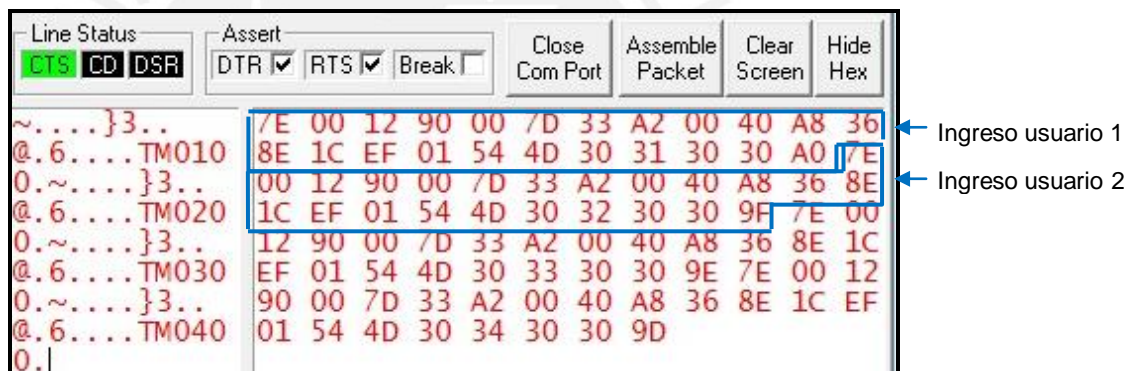 Line Status
Assert
CTS CD DSR
DTR RTS Break
Close Com Port
Assemble Packet
Clear Screen
Hide Hex
~....}3..
@.6....TM010
0.~....}3..
@.6....TM020
0.~....}3..
@.6....TM030
0.~....}3..
@.6....TM040
0.
7E 00 12 90 00 7D 33 A2 00 40 A8 36
8E 1C EF 01 54 4D 30 31 30 30 A0 7E
00 12 90 00 7D 33 A2 00 40 A8 36 8E
1C EF 01 54 4D 30 32 30 30 9F 7E 00
12 90 00 7D 33 A2 00 40 A8 36 8E 1C
EF 01 54 4D 30 33 30 30 9E 7E 00 12
90 00 7D 33 A2 00 40 A8 36 8E 1C EF
01 54 4D 30 34 30 30 9D
Ingreso usuario 1
Ingreso usuario 2